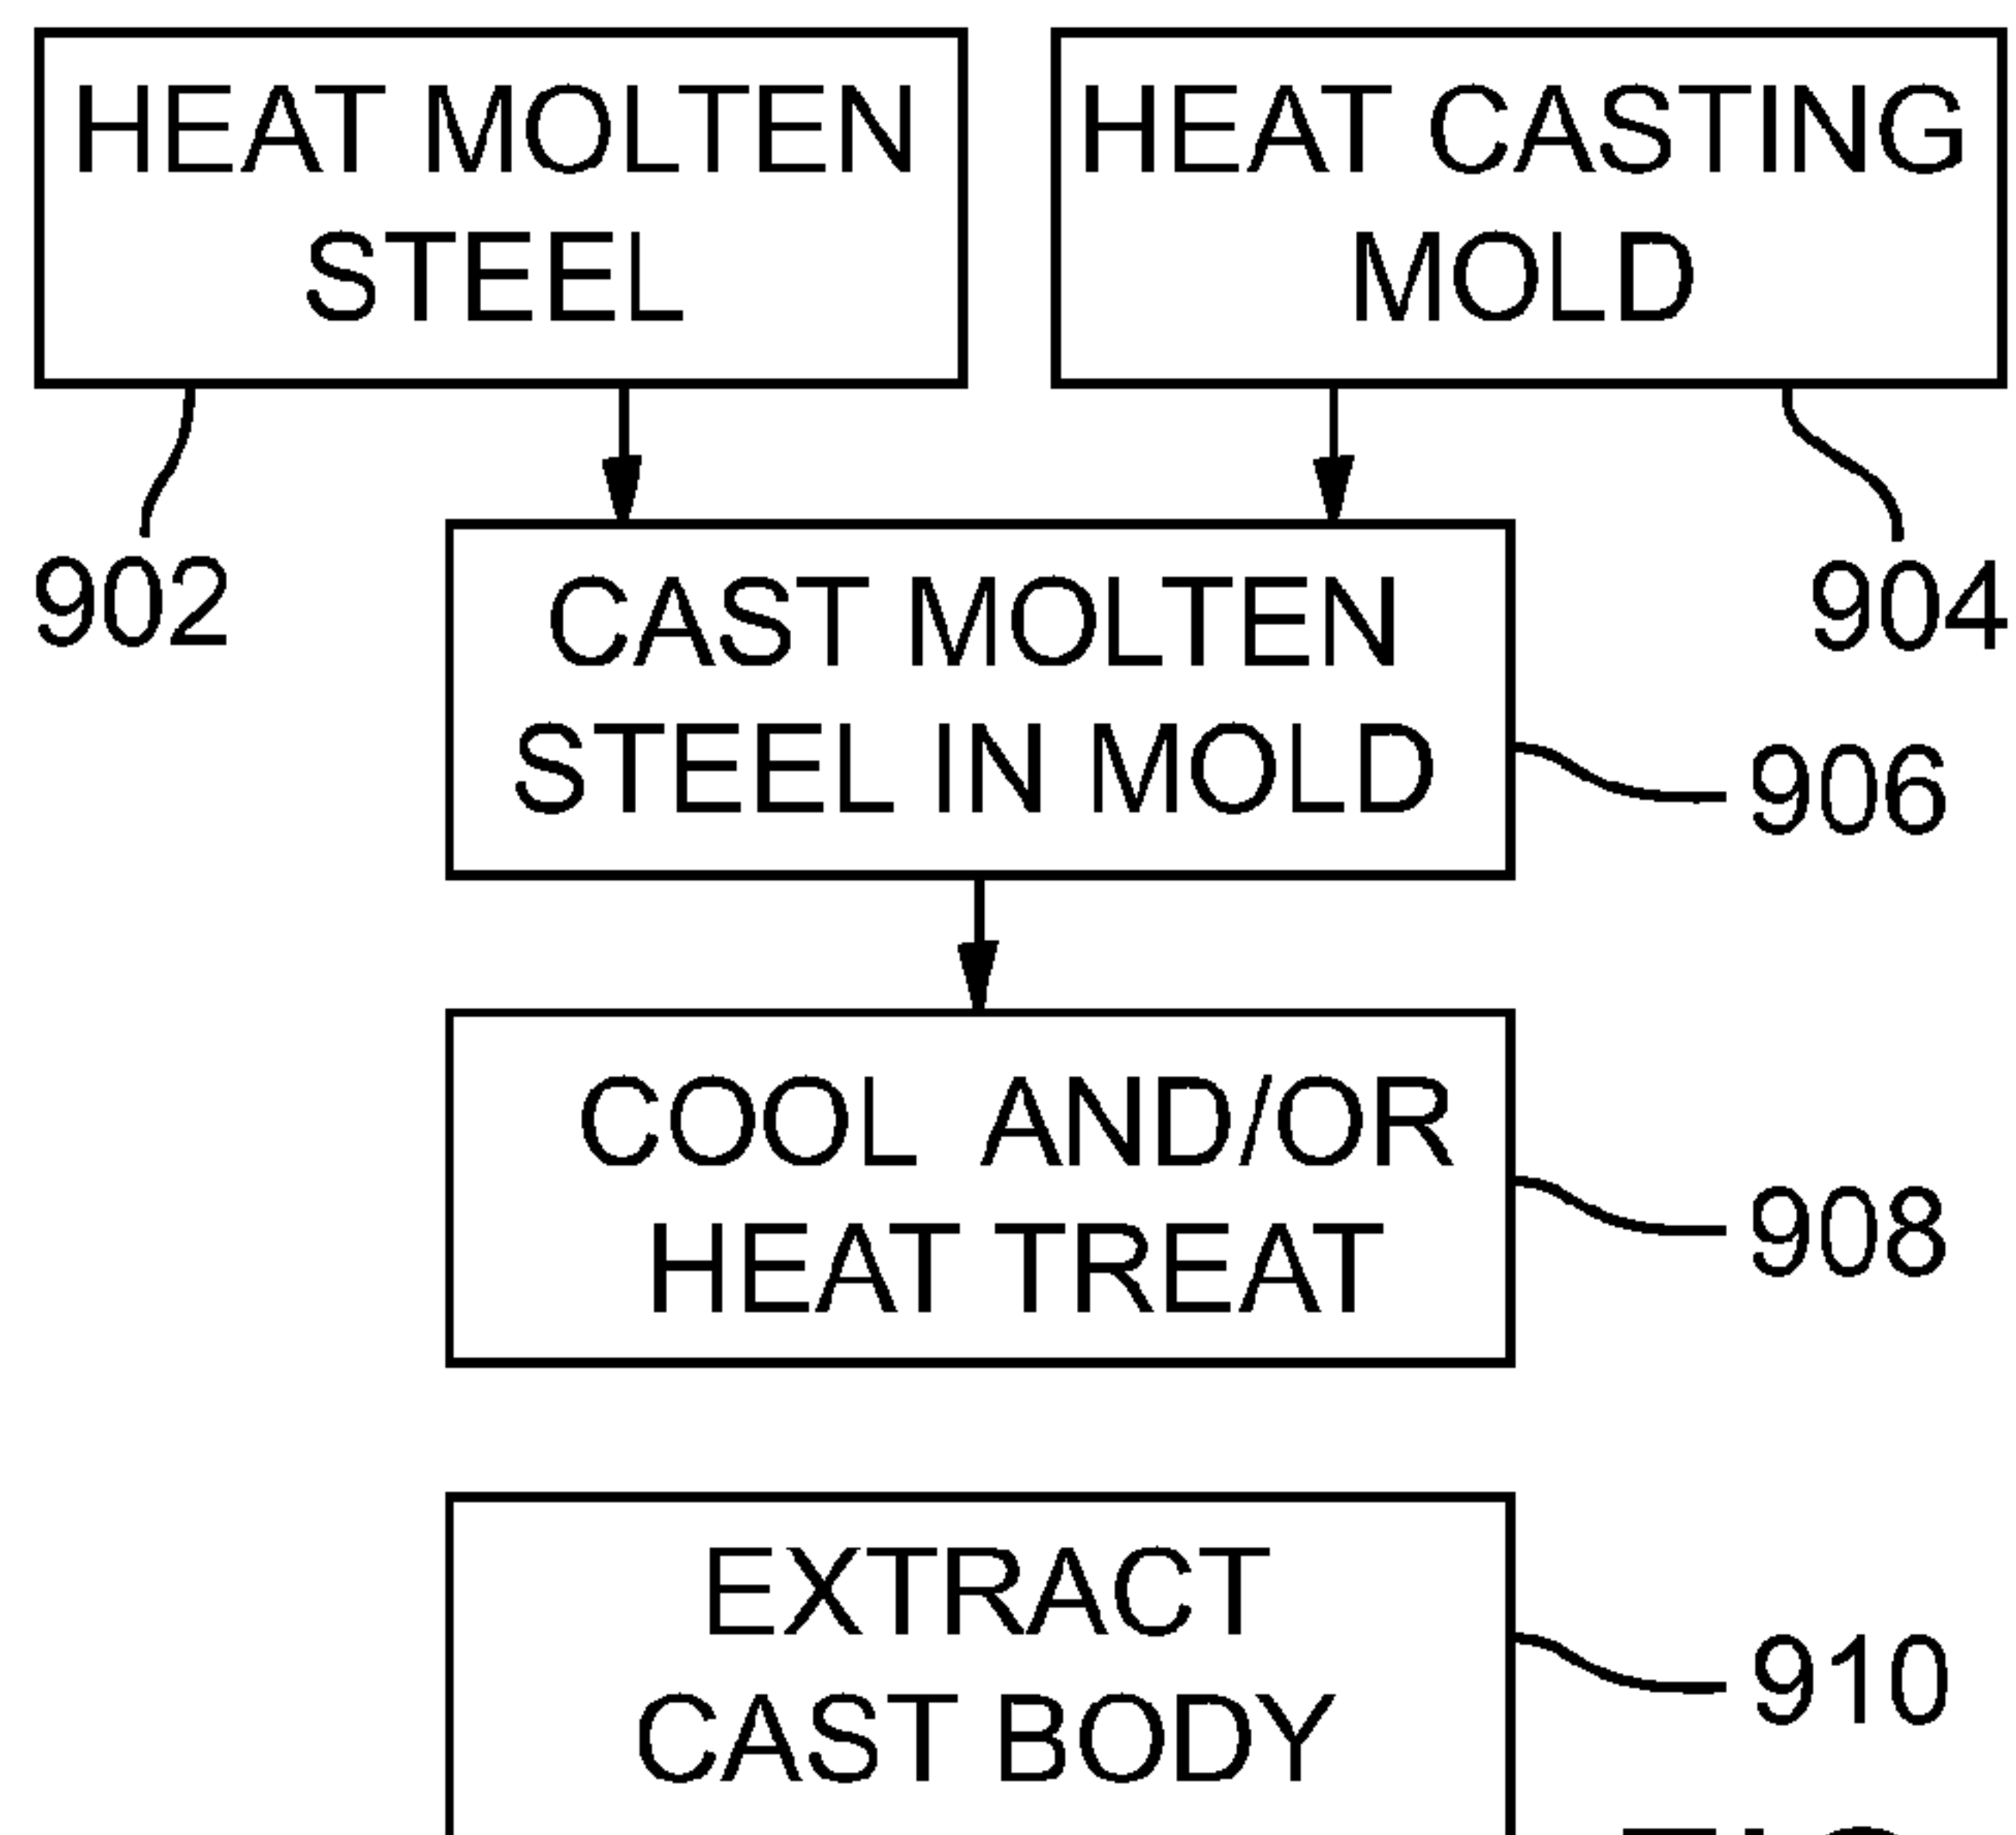 HEAT MOLTEN
STEEL
HEAT CASTING
MOLD
902
904
CAST MOLTEN
STEEL IN MOLD
906
COOL AND/OR
HEAT TREAT
908
EXTRACT
CAST BODY
910